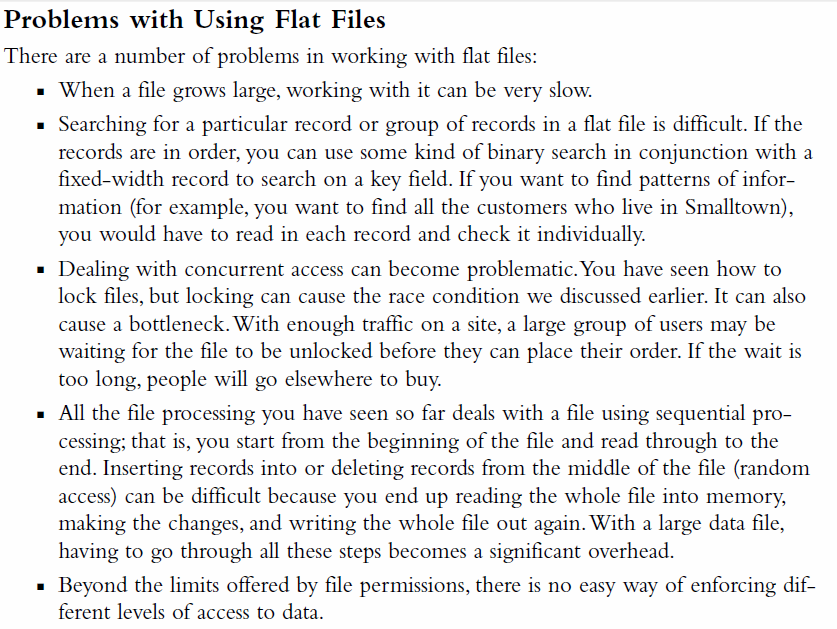 Problems with Using Flat Files
There are a number of problems in working with flat files:
▪ When a file grows large, working with it can be very slow.
▪ Searching for a particular record or group of records in a flat file is difficult. If the
records are in order, you can use some kind of binary search in conjunction with a
fixed-width record to search on a key field. If you want to find patterns of infor-
mation (for example, you want to find all the customers who live in Smalltown),
you would have to read in each record and check it individually.
▪ Dealing with concurrent access can become problematic.You have seen how to
lock files, but locking can cause the race condition we discussed earlier. It can also
cause a bottleneck. With enough traffic on a site, a large group of users may be
waiting for the file to be unlocked before they can place their order. If the wait is
too long, people will go elsewhere to buy.
▪ All the file processing you have seen so far deals with a file using sequential pro-
cessing; that is, you start from the beginning of the file and read through to the
end. Inserting records into or deleting records from the middle of the file (random
access) can be difficult because you end up reading the whole file into memory,
making the changes, and writing the whole file out again. With a large data file,
having to go through all these steps becomes a significant overhead.
▪ Beyond the limits offered by file permissions, there is no easy way of enforcing dif-
ferent levels of access to data.